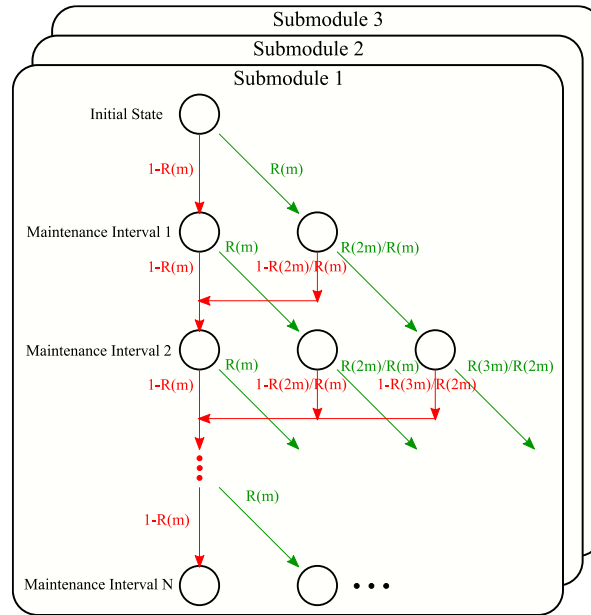 Submodule 3
Submodule 2
Submodule 1
Initial State
1-R(m)
R(m)
Maintenance Interval 1
R(m)
R(2m)/R(m)
1-R(m)
1-R(2m)/R(m)
Maintenance Interval 2
R(m)
R(2m)/R(m)
R(3m)/R(2m)
1-R(m)
1-R(2m)/R(m)
1-R(3m)/R(2m)
R(m)
1-R(m)
Maintenance Interval N